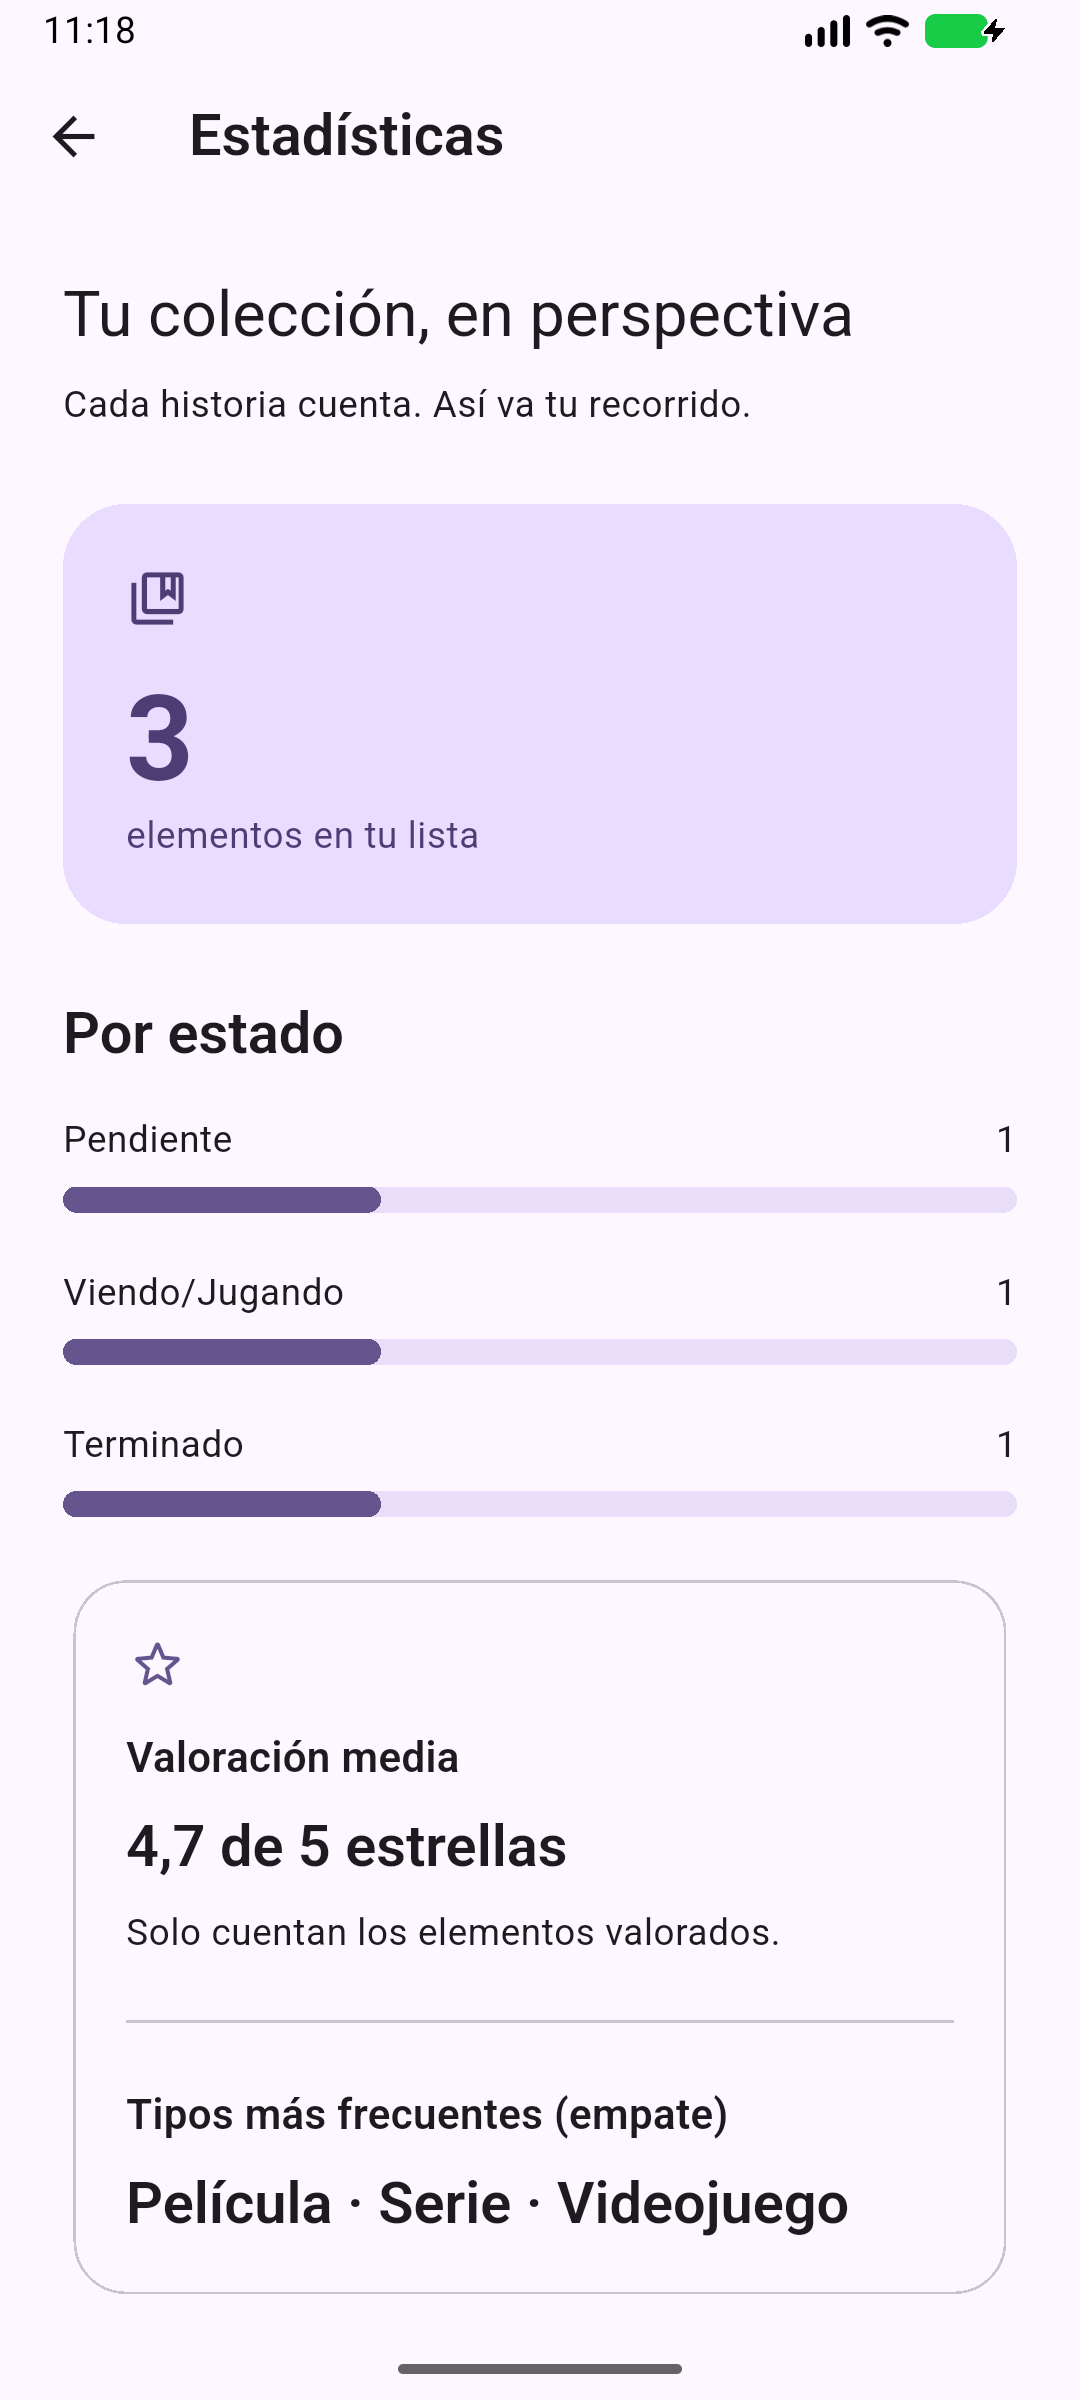 11:18
Estadísticas
Tu colección, en perspectiva
Cada historia cuenta. Así va tu recorrido.
3
elementos en tu lista
Por estado
Pendiente 1
Viendo/Jugando 1
Terminado 1
Valoración media
4,7 de 5 estrellas
Solo cuentan los elementos valorados.
Tipos más frecuentes (empate)
Película · Serie · Videojuego